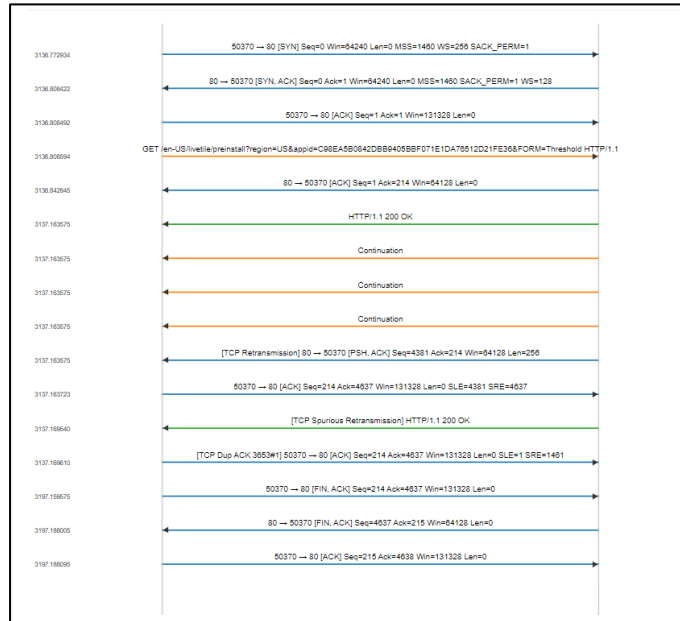 50370 → 80 [SYN] Seq=0 Win=64240 Len=0 MSS=1460 WS=256 SACK_PERM=1
3136.772934
80 → 50370 [SYN, ACK] Seq=0 Ack=1 Win=64240 Len=0 MSS=1460 SACK_PERM=1 WS=128
3136.808422
50370 → 80 [ACK] Seq=1 Ack=1 Win=131328 Len=0
3136.808492
GET /en-US/livetile/preinstall?region=US&appid=C98EA5B0842DBB9405BBF071E1DA76512D21FE36&FORM=Threshold HTTP/1.1
3136.808694
80 → 50370 [ACK] Seq=1 Ack=214 Win=64128 Len=0
3136.842645
HTTP/1.1 200 OK
3137.163575
Continuation
3137.163575
Continuation
3137.163575
Continuation
3137.163575
[TCP Retransmission] 80 → 50370 [PSH, ACK] Seq=4381 Ack=214 Win=64128 Len=256
3137.163575
50370 → 80 [ACK] Seq=214 Ack=4637 Win=131328 Len=0 SLE=4381 SRE=4637
3137.163723
[TCP Spurious Retransmission] HTTP/1.1 200 OK
3137.169540
[TCP Dup ACK 3653#1] 50370 → 80 [ACK] Seq=214 Ack=4637 Win=131328 Len=0 SLE=1 SRE=1461
3137.169610
50370 → 80 [FIN, ACK] Seq=214 Ack=4637 Win=131328 Len=0
3197.159575
80 → 50370 [FIN, ACK] Seq=4637 Ack=215 Win=64128 Len=0
3197.188005
50370 → 80 [ACK] Seq=215 Ack=4638 Win=131328 Len=0
3197.188095